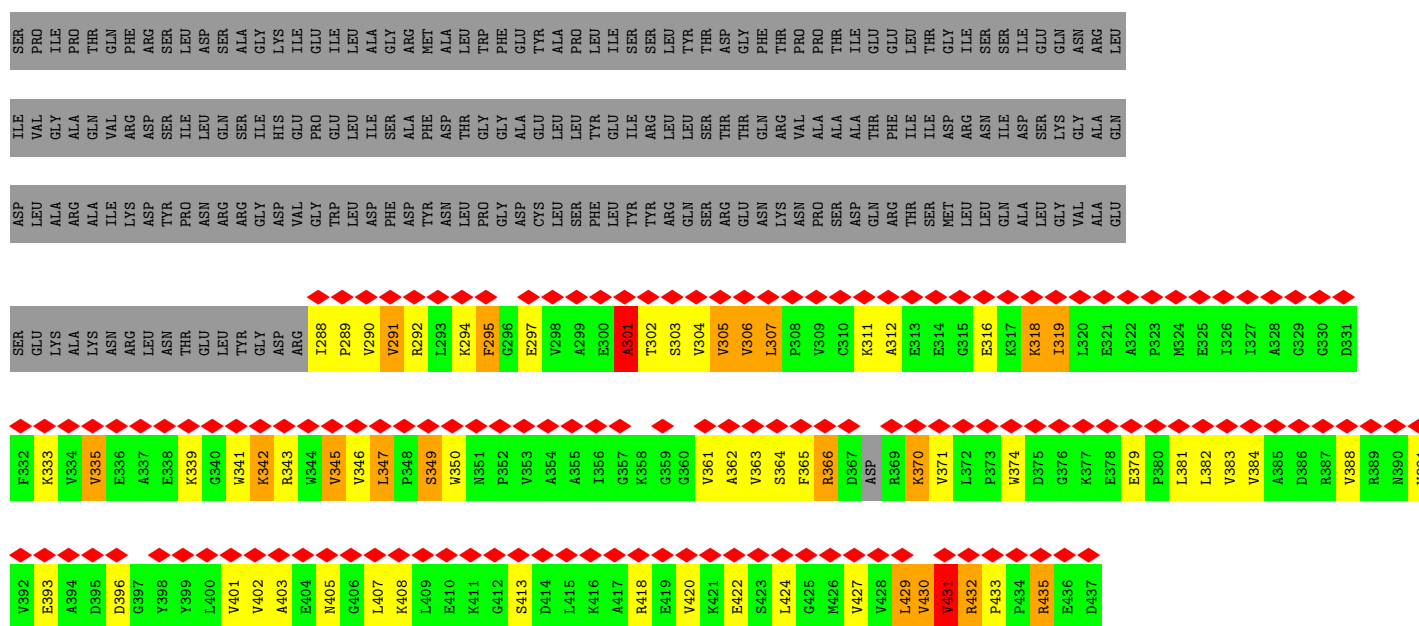 SER PRO ILE PRO THR GLN PHE ARG SER LEU ASP SER ALA GLY LYS ILE GLU ILE LEU ALA GLY ARG MET ALA LEU TRP PHE GLU TYR ALA PRO LEU ILE SER SER LEU TYR THR ASP GLY PHE THR PRO PRO THR ILE GLU GLU LEU THR GLY ILE SER SER ILE GLU GLN ASN ARG LEU
ILE VAL GLY ALA GLN VAL ARG ASP SER ILE LEU GLN SER ILE HIS GLU PRO GLU LEU ILE SER ALA PHE ASP THR GLY GLY ALA GLU LEU LEU TYR GLU ILE ARG LEU LEU SER THR THR GLN ARG VAL ALA ALA ALA THR PHE ILE ILE ASP ARG ASN ILE ASP SER LYS GLY ALA GLN
ASP LEU ALA ARG ALA ILE LYS ASP TYR PRO ASN ARG ARG GLY ASP VAL GLY TRP LEU ASP PHE ASP TYR ASN LEU PRO GLY ASP CYS LEU SER PHE LEU TYR TYR ARG GLN SER ARG GLU ASN LYS ASN PRO SER ASP GLN ARG THR SER MET LEU LEU GLN ALA LEU GLY VAL ALA GLU
SER GLU LYS ALA LYS ASN ARG LEU ASN THR GLU LEU TYR GLY ASP ARG I288 P289 V290 V291 R292 L293 K294 F295 G296 E297 V298 A299 E300 A301 T302 S303 V304 V305 V306 L307 P308 V309 C310 K311 A312 E313 E314 G315 E316 K317 K318 I319 L320 E321 A322 P323 M324 E325 I326 I327 A328 G329 G330 D331
F332 K333 V334 V335 E336 A337 E338 K339 G340 W341 K342 R343 W344 V345 V346 L347 P348 S349 W350 N351 P352 V353 A354 A355 I356 G357 K358 G359 G360 V361 A362 V363 S364 F365 R366 D367 ASP R369 K370 V371 L372 P373 W374 D375 G376 K377 E378 E379 P380 L381 L382 V383 V384 A385 D386 R387 V388 R389 N390
V392 E393 A394 D395 D396 G397 Y398 Y399 L400 V401 V402 A403 E404 N405 G406 L407 K408 L409 E410 K411 G412 S413 D414 L415 K416 A417 R418 E419 V420 K421 E422 S423 L424 G425 M426 V427 V428 L429 V430 V431 R432 P433 P434 R435 E436 D437